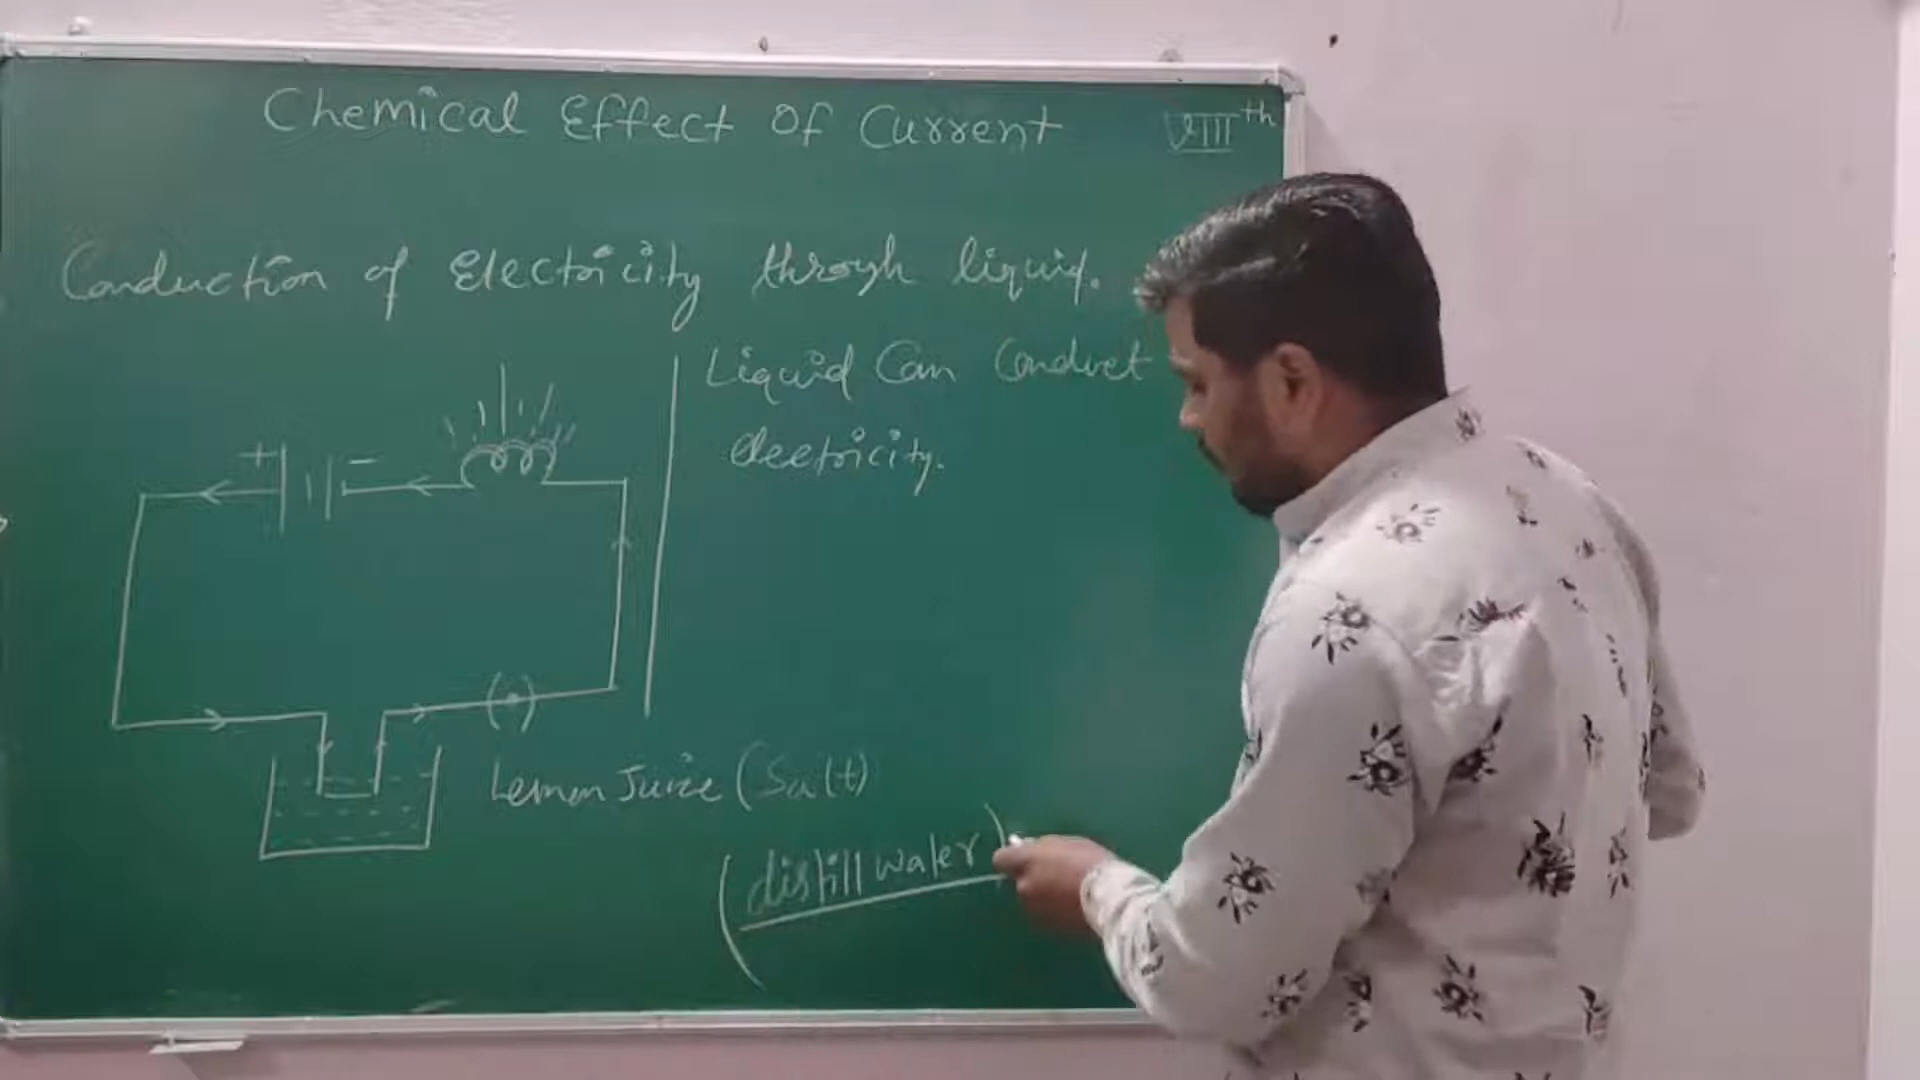 Chemical Effect Of Current
VIII th
Conduction of Electricity through liquid.
Liquid Can Conduct
electricity.
+ -
Lemon Juice (Salt)
(distill water)